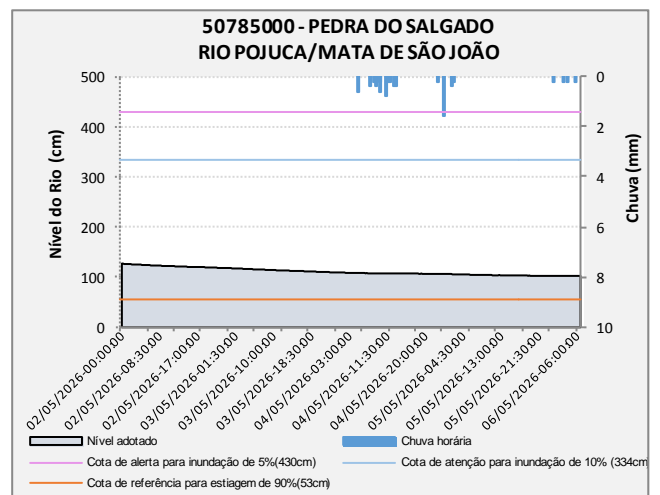 50785000 - PEDRA DO SALGADO
RIO POJUCA/MATA DE SÃO JOÃO
Nível do Rio (cm)
500
400
300
200
100
0
Chuva (mm)
0
2
4
6
8
10
02/05/2026-00:00:00
02/05/2026-08:30:00
02/05/2026-17:00:00
03/05/2026-01:30:00
03/05/2026-10:00:00
03/05/2026-18:30:00
04/05/2026-03:00:00
04/05/2026-11:30:00
04/05/2026-20:00:00
05/05/2026-04:30:00
05/05/2026-13:00:00
05/05/2026-21:30:00
06/05/2026-06:00:00
Nível adotado
Chuva horária
Cota de alerta para inundação de 5%(430cm)
Cota de atenção para inundação de 10% (334cm
Cota de referência para estiagem de 90%(53cm)